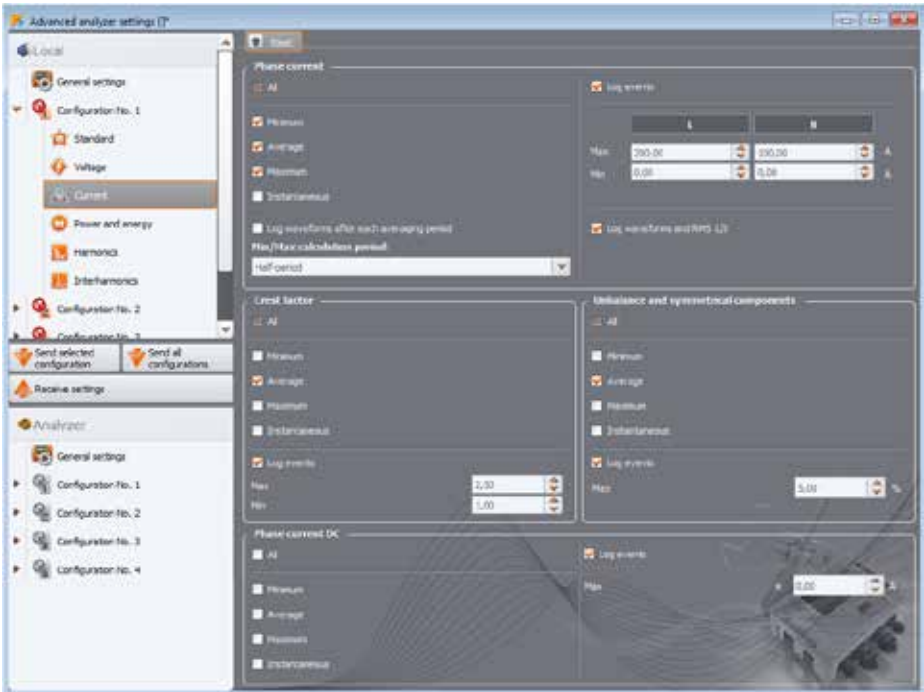 Advanced analyzer settings []*
Local
General settings
Configuration No. 1
Standard
Voltage
Current
Power and energy
Harmonics
Interharmonics
Configuration No. 2
Configuration No. 3
Send selected configuration
Send all configurations
Receive settings
Analyzer
General settings
Configuration No. 1
Configuration No. 2
Configuration No. 3
Configuration No. 4
Phase current
All
Minimum
Average
Maximum
Instantaneous
Log waveforms after each averaging period
Min/Max calculation period:
Half-period
Log events
L
N
Max 200,00 100,00 A
Min 0,00 0,00 A
Log waveforms and RMS 1/2
Crest factor
All
Minimum
Average
Maximum
Instantaneous
Log events
Max 2,00
Min 1,00
Unbalance and symmetrical components
All
Minimum
Average
Maximum
Instantaneous
Log events
Max 5,00 %
Phase current DC
All
Minimum
Average
Maximum
Instantaneous
Log events
Max ± 0,00 A